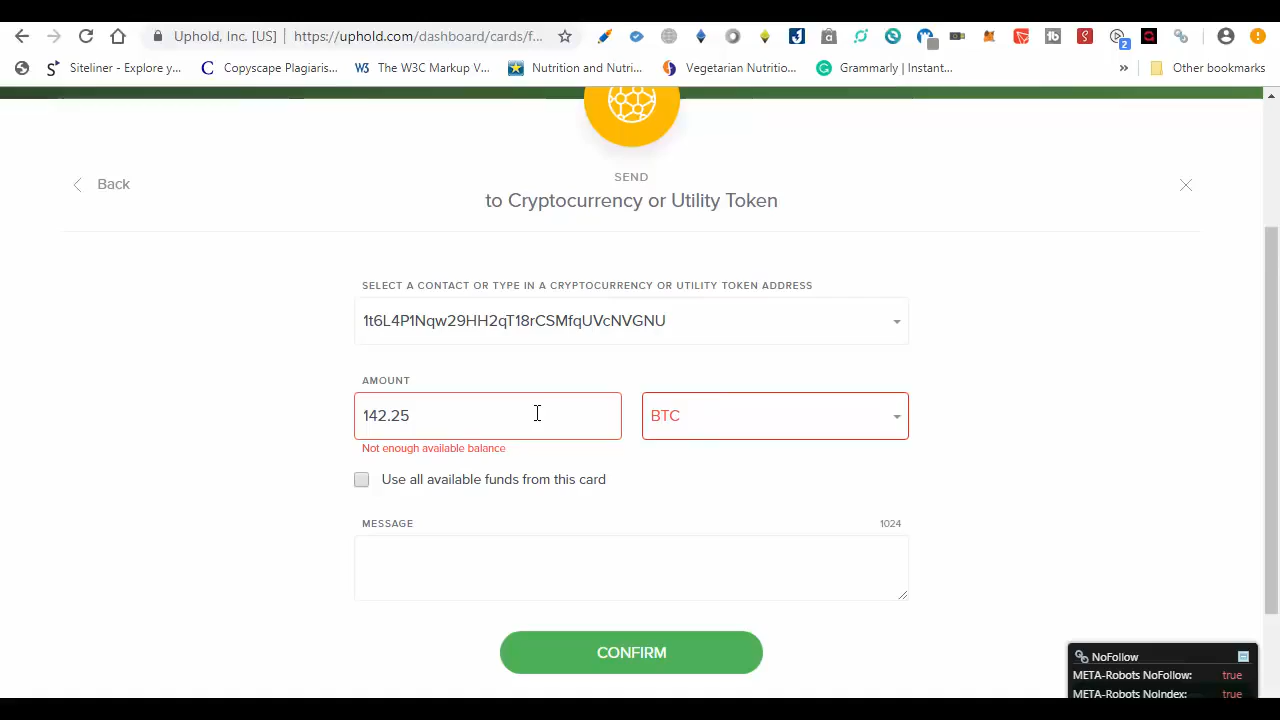 Uphold, Inc. [US]
https://uphold.com/dashboard/cards/f...
2
Siteliner - Explore y...
Copyscape Plagiaris...
W3 The W3C Markup V...
Nutrition and Nutri...
Vegetarian Nutritio...
Grammarly | Instant...
»
Other bookmarks
Back
SEND
to Cryptocurrency or Utility Token
SELECT A CONTACT OR TYPE IN A CRYPTOCURRENCY OR UTILITY TOKEN ADDRESS
1t6L4P1Nqw29HH2qT18rCSMfqUVcNVGNU
AMOUNT
142.25
BTC
Not enough available balance
Use all available funds from this card
MESSAGE
1024
CONFIRM
NoFollow
META-Robots NoFollow: true
META-Robots NoIndex: true